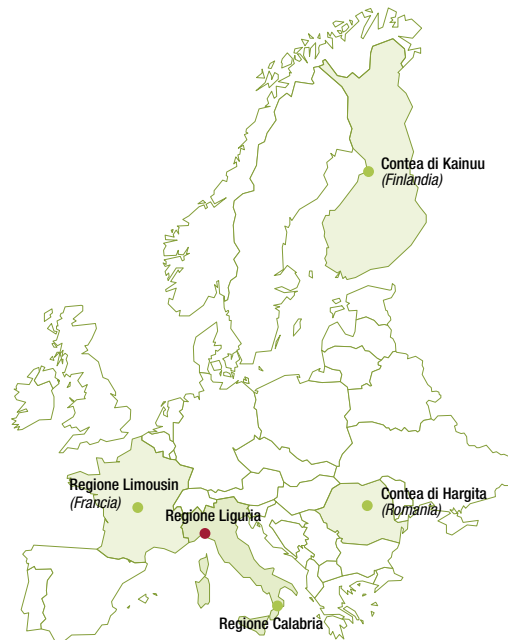 Contea di Kainuu
(Finlandia)
Regione Limousin
(Francia)
Contea di Hargita
(Romania)
Regione Liguria
Regione Calabria